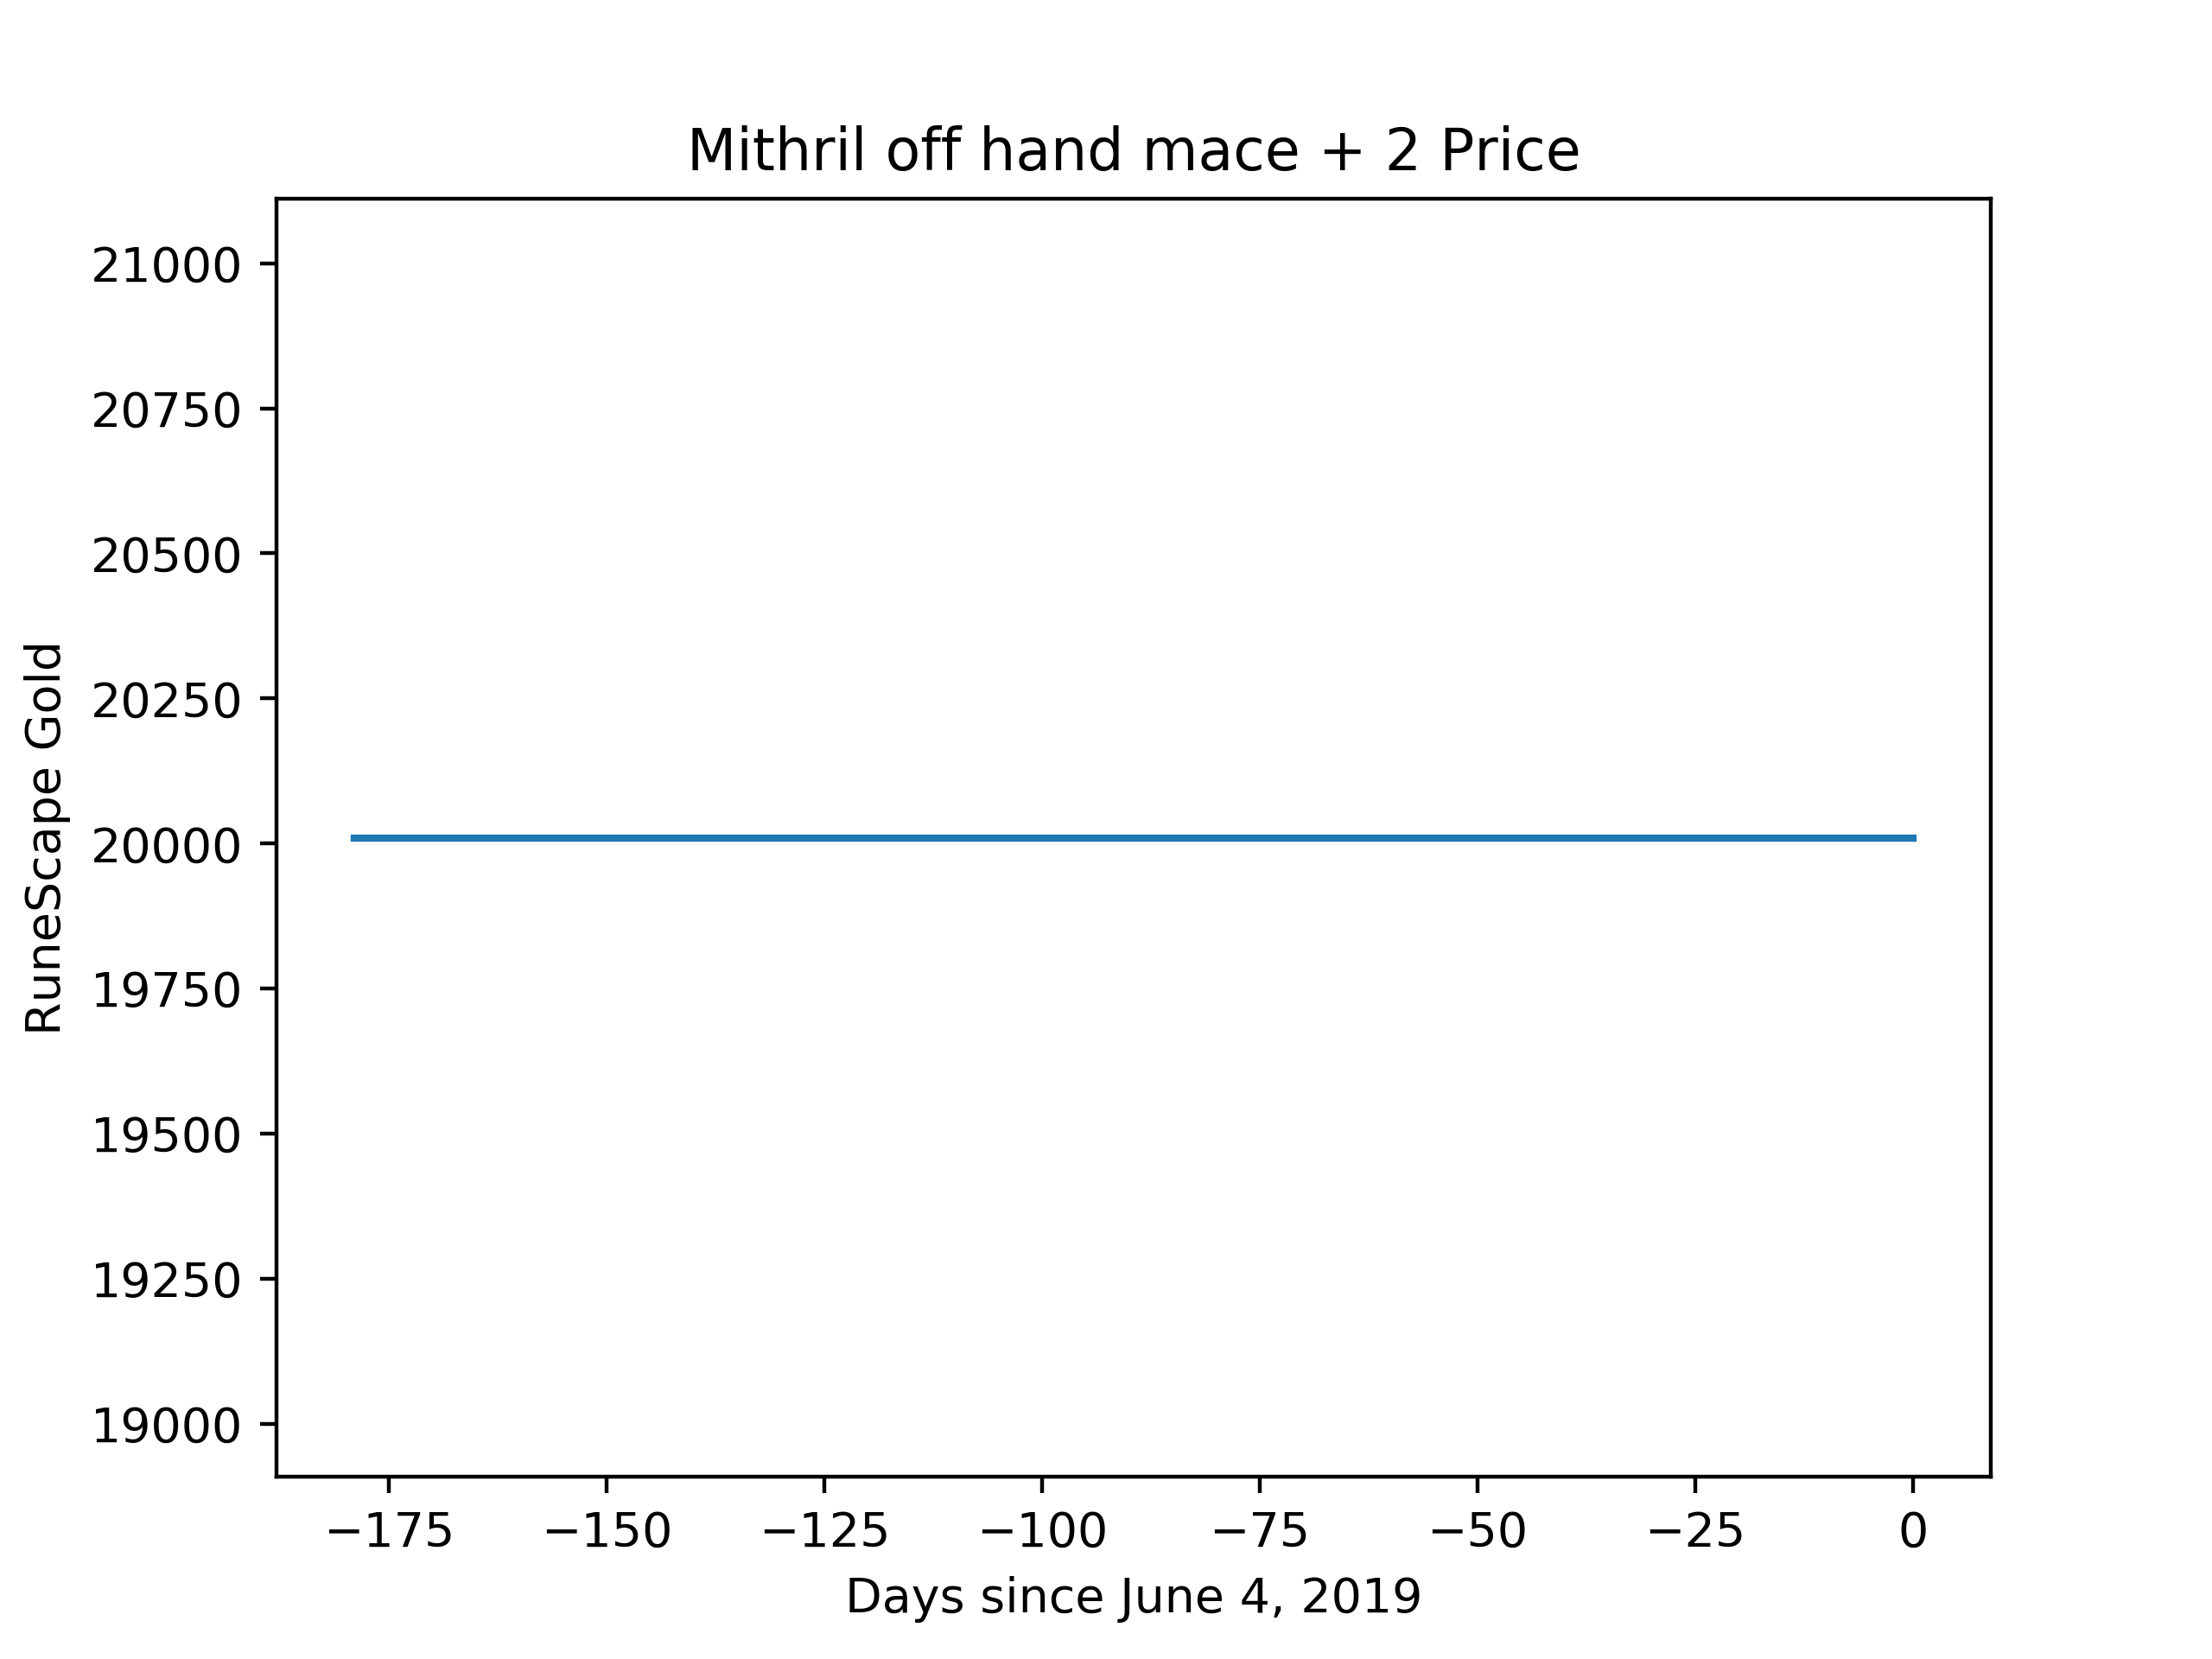 Mithril off hand mace + 2 Price
RuneScape Gold
21000
20750
20500
20250
20000
19750
19500
19250
19000
−175 −150 −125 −100 −75 −50 −25 0
Days since June 4, 2019